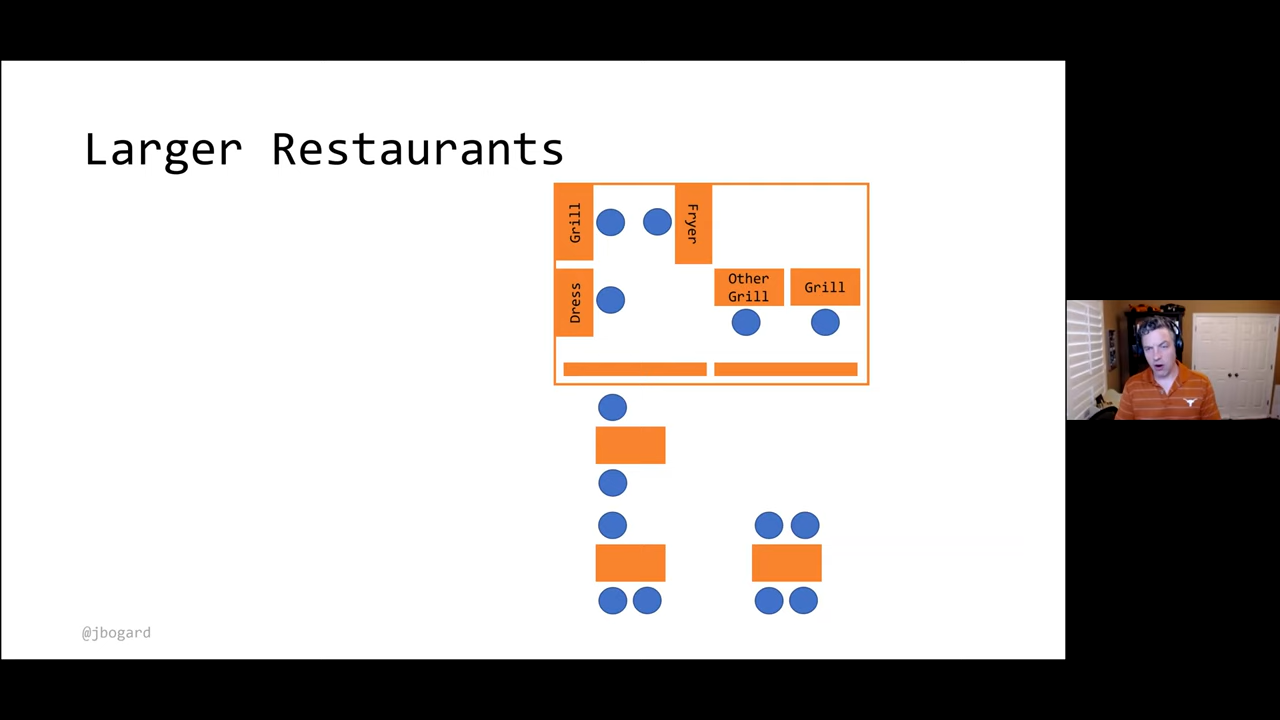 Larger Restaurants
Grill
Fryer
Dress
Other
Grill
Grill
@jbogard